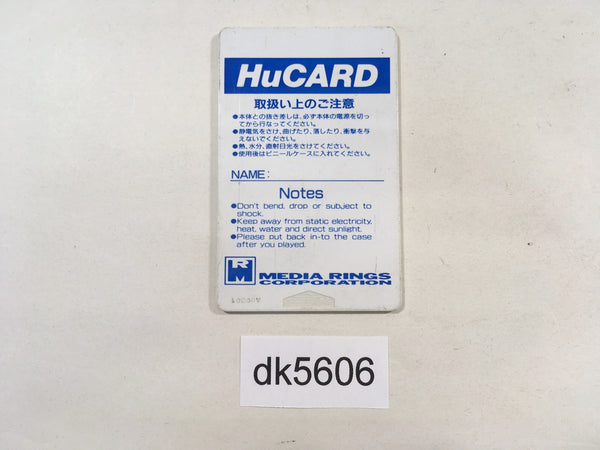 HuCARD
取扱い上のご注意
●本体との抜き差しは、必ず本体の電源を切っ
てから行なってください。
●静電気をさけ、曲げたり、落したり、衝撃を与
えないでください。
●熱、水分、直射日光をさけてください。
●使用後はビニールケースに入れてください。
NAME:
Notes
●Don't bend, drop or subject to
shock.
●Keep away from static electricity,
heat, water and direct sunlight.
●Please put back in-to the case
after you played.
RM
MEDIA RINGS
CORPORATION
dk5606